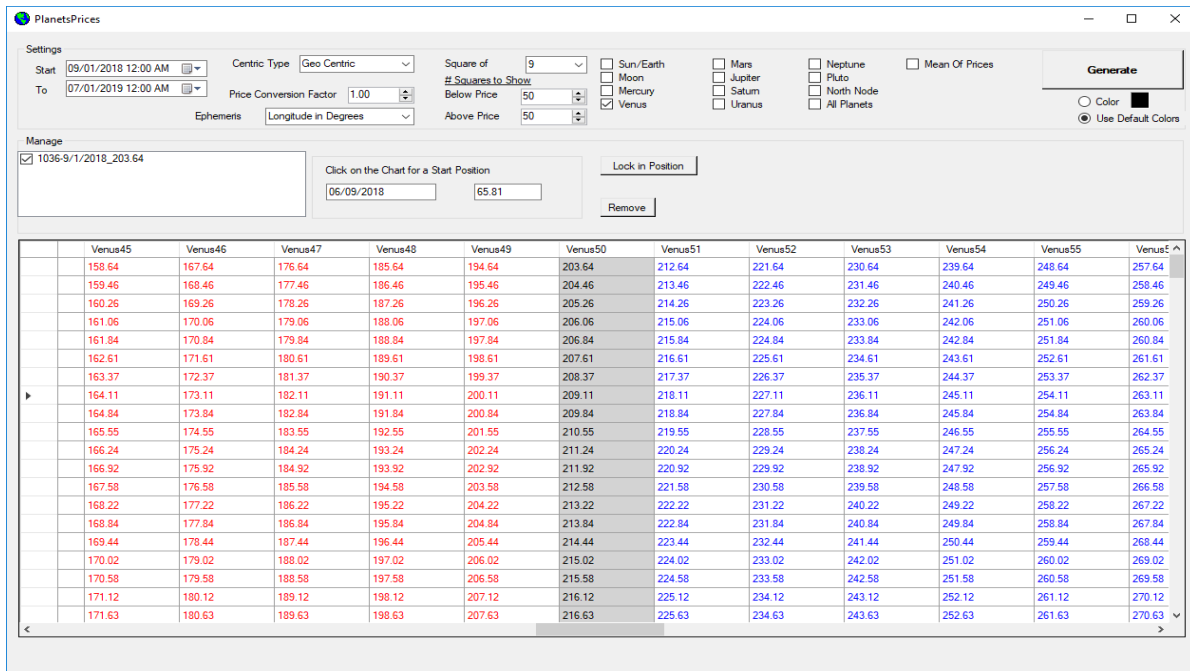 PlanetsPrices
Settings
Start 09/01/2018 12:00 AM Centric Type Geo Centric Square of 9 Sun/Earth Mars Neptune Mean Of Prices Generate
# Squares to Show Moon Jupiter Pluto
To 07/01/2019 12:00 AM Price Conversion Factor 1.00 Below Price 50 Mercury Saturn North Node Color
Venus Uranus All Planets
Ephemeris Longitude in Degrees Above Price 50 Use Default Colors
Manage
1036-9/1/2018_203.64
Click on the Chart for a Start Position Lock in Position
06/09/2018 65.81
Remove
Venus45 Venus46 Venus47 Venus48 Venus49 Venus50 Venus51 Venus52 Venus53 Venus54 Venus55 Venus5
158.64 167.64 176.64 185.64 194.64 203.64 212.64 221.64 230.64 239.64 248.64 257.64
159.46 168.46 177.46 186.46 195.46 204.46 213.46 222.46 231.46 240.46 249.46 258.46
160.26 169.26 178.26 187.26 196.26 205.26 214.26 223.26 232.26 241.26 250.26 259.26
161.06 170.06 179.06 188.06 197.06 206.06 215.06 224.06 233.06 242.06 251.06 260.06
161.84 170.84 179.84 188.84 197.84 206.84 215.84 224.84 233.84 242.84 251.84 260.84
162.61 171.61 180.61 189.61 198.61 207.61 216.61 225.61 234.61 243.61 252.61 261.61
163.37 172.37 181.37 190.37 199.37 208.37 217.37 226.37 235.37 244.37 253.37 262.37
164.11 173.11 182.11 191.11 200.11 209.11 218.11 227.11 236.11 245.11 254.11 263.11
164.84 173.84 182.84 191.84 200.84 209.84 218.84 227.84 236.84 245.84 254.84 263.84
165.55 174.55 183.55 192.55 201.55 210.55 219.55 228.55 237.55 246.55 255.55 264.55
166.24 175.24 184.24 193.24 202.24 211.24 220.24 229.24 238.24 247.24 256.24 265.24
166.92 175.92 184.92 193.92 202.92 211.92 220.92 229.92 238.92 247.92 256.92 265.92
167.58 176.58 185.58 194.58 203.58 212.58 221.58 230.58 239.58 248.58 257.58 266.58
168.22 177.22 186.22 195.22 204.22 213.22 222.22 231.22 240.22 249.22 258.22 267.22
168.84 177.84 186.84 195.84 204.84 213.84 222.84 231.84 240.84 249.84 258.84 267.84
169.44 178.44 187.44 196.44 205.44 214.44 223.44 232.44 241.44 250.44 259.44 268.44
170.02 179.02 188.02 197.02 206.02 215.02 224.02 233.02 242.02 251.02 260.02 269.02
170.58 179.58 188.58 197.58 206.58 215.58 224.58 233.58 242.58 251.58 260.58 269.58
171.12 180.12 189.12 198.12 207.12 216.12 225.12 234.12 243.12 252.12 261.12 270.12
171.63 180.63 189.63 198.63 207.63 216.63 225.63 234.63 243.63 252.63 261.63 270.63